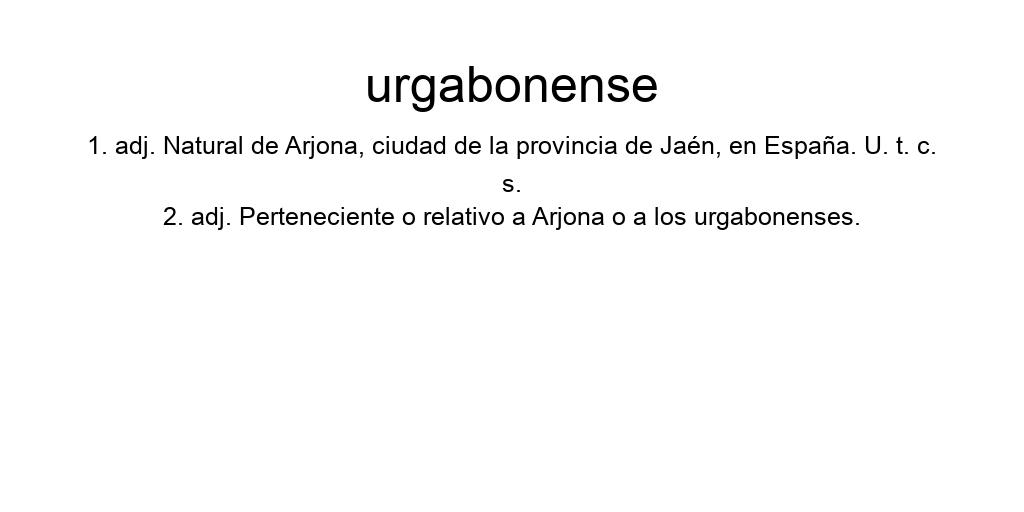 urgabonense
1. adj. Natural de Arjona, ciudad de la provincia de Jaén, en España. U. t. c.
s.
2. adj. Perteneciente o relativo a Arjona o a los urgabonenses.